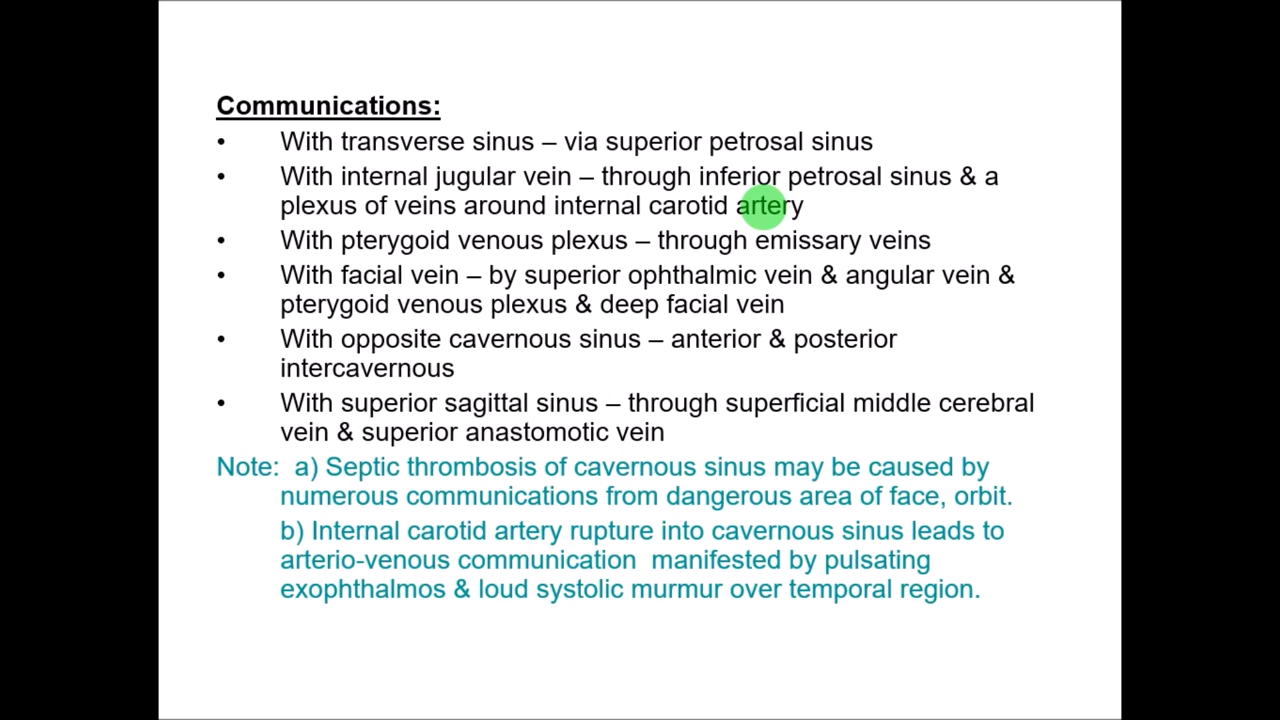 Communications:
• With transverse sinus – via superior petrosal sinus
• With internal jugular vein – through inferior petrosal sinus & a
plexus of veins around internal carotid artery
• With pterygoid venous plexus – through emissary veins
• With facial vein – by superior ophthalmic vein & angular vein &
pterygoid venous plexus & deep facial vein
• With opposite cavernous sinus – anterior & posterior
intercavernous
• With superior sagittal sinus – through superficial middle cerebral
vein & superior anastomotic vein
Note: a) Septic thrombosis of cavernous sinus may be caused by
numerous communications from dangerous area of face, orbit.
b) Internal carotid artery rupture into cavernous sinus leads to
arterio-venous communication manifested by pulsating
exophthalmos & loud systolic murmur over temporal region.